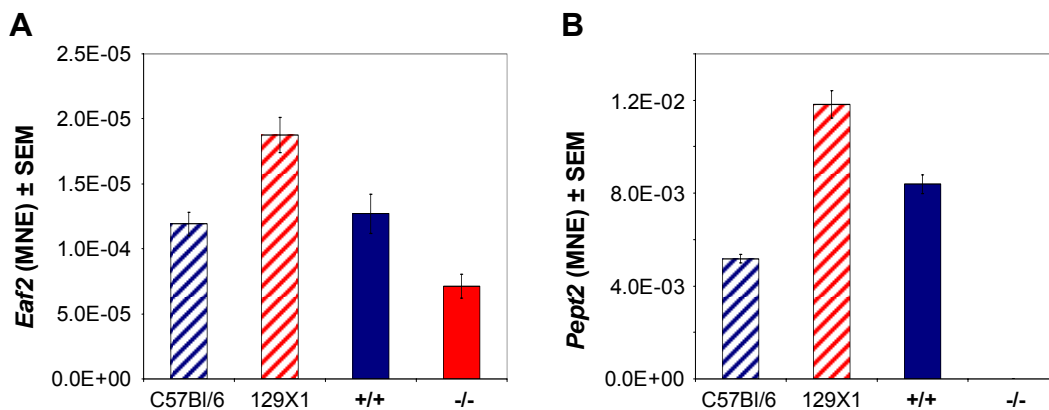 A
Eaf2 (MNE) ± SEM
2.5E-05
2.0E-05
1.5E-05
1.0E-04
5.0E-05
0.0E+00
C57Bl/6 129X1 +/+ -/-
B
Pept2 (MNE) ± SEM
1.2E-02
8.0E-03
4.0E-03
0.0E+00
C57Bl/6 129X1 +/+ -/-